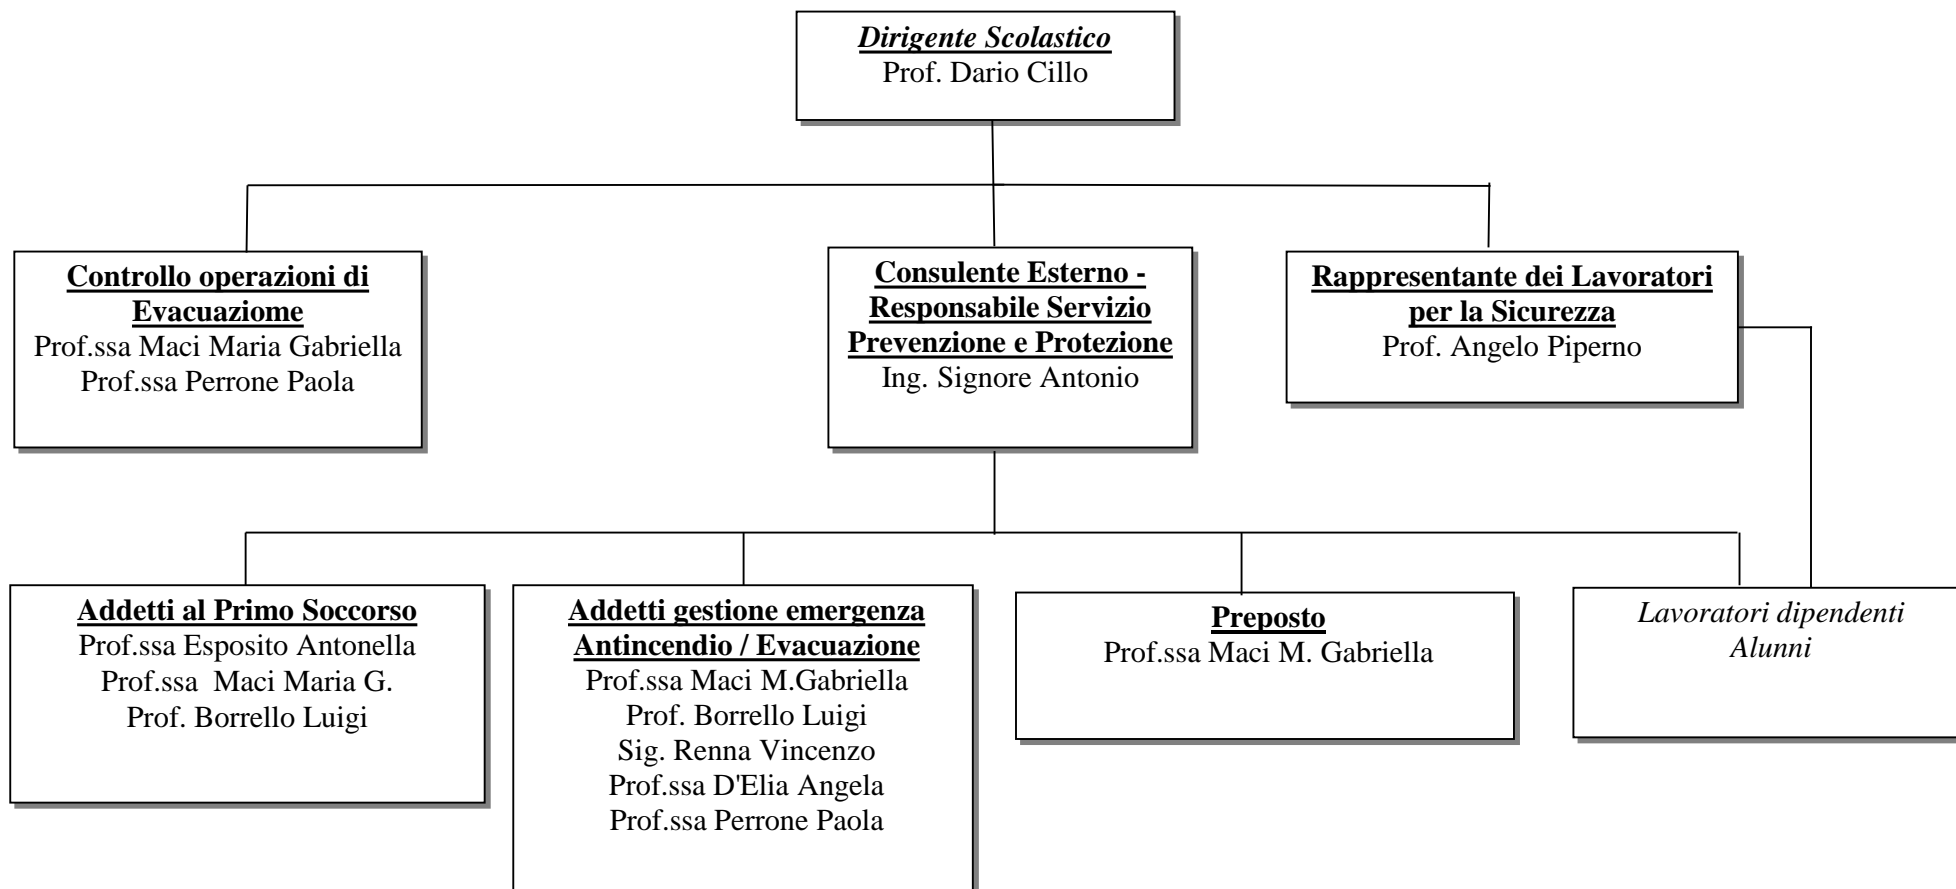 Dirigente Scolastico
Prof. Dario Cillo
Controllo operazioni di
Evacuaziome
Prof.ssa Maci Maria Gabriella
Prof.ssa Perrone Paola
Consulente Esterno -
Responsabile Servizio
Prevenzione e Protezione
Ing. Signore Antonio
Rappresentante dei Lavoratori
per la Sicurezza
Prof. Angelo Piperno
Addetti al Primo Soccorso
Prof.ssa Esposito Antonella
Prof.ssa Maci Maria G.
Prof. Borrello Luigi
Addetti gestione emergenza
Antincendio / Evacuazione
Prof.ssa Maci M.Gabriella
Prof. Borrello Luigi
Sig. Renna Vincenzo
Prof.ssa D'Elia Angela
Prof.ssa Perrone Paola
Preposto
Prof.ssa Maci M. Gabriella
Lavoratori dipendenti
Alunni